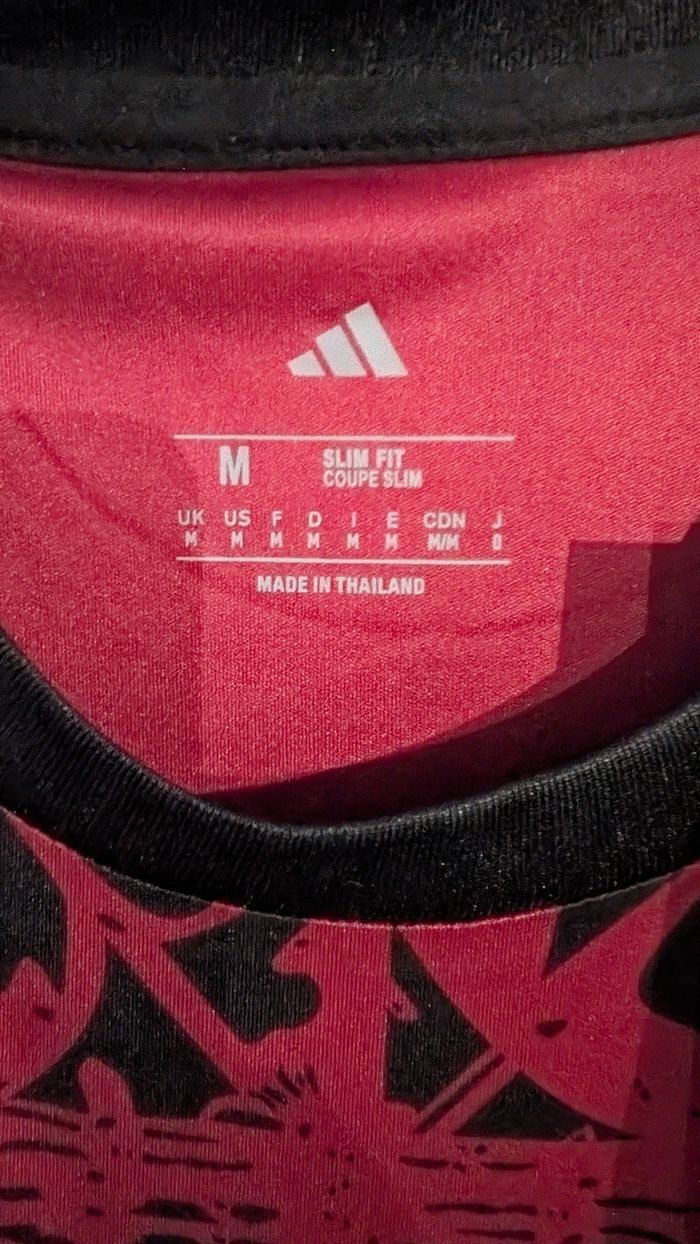 M SLIM FIT
COUPE SLIM
UK US F D I E CDN J
M M M M M M M/M O
MADE IN THAILAND